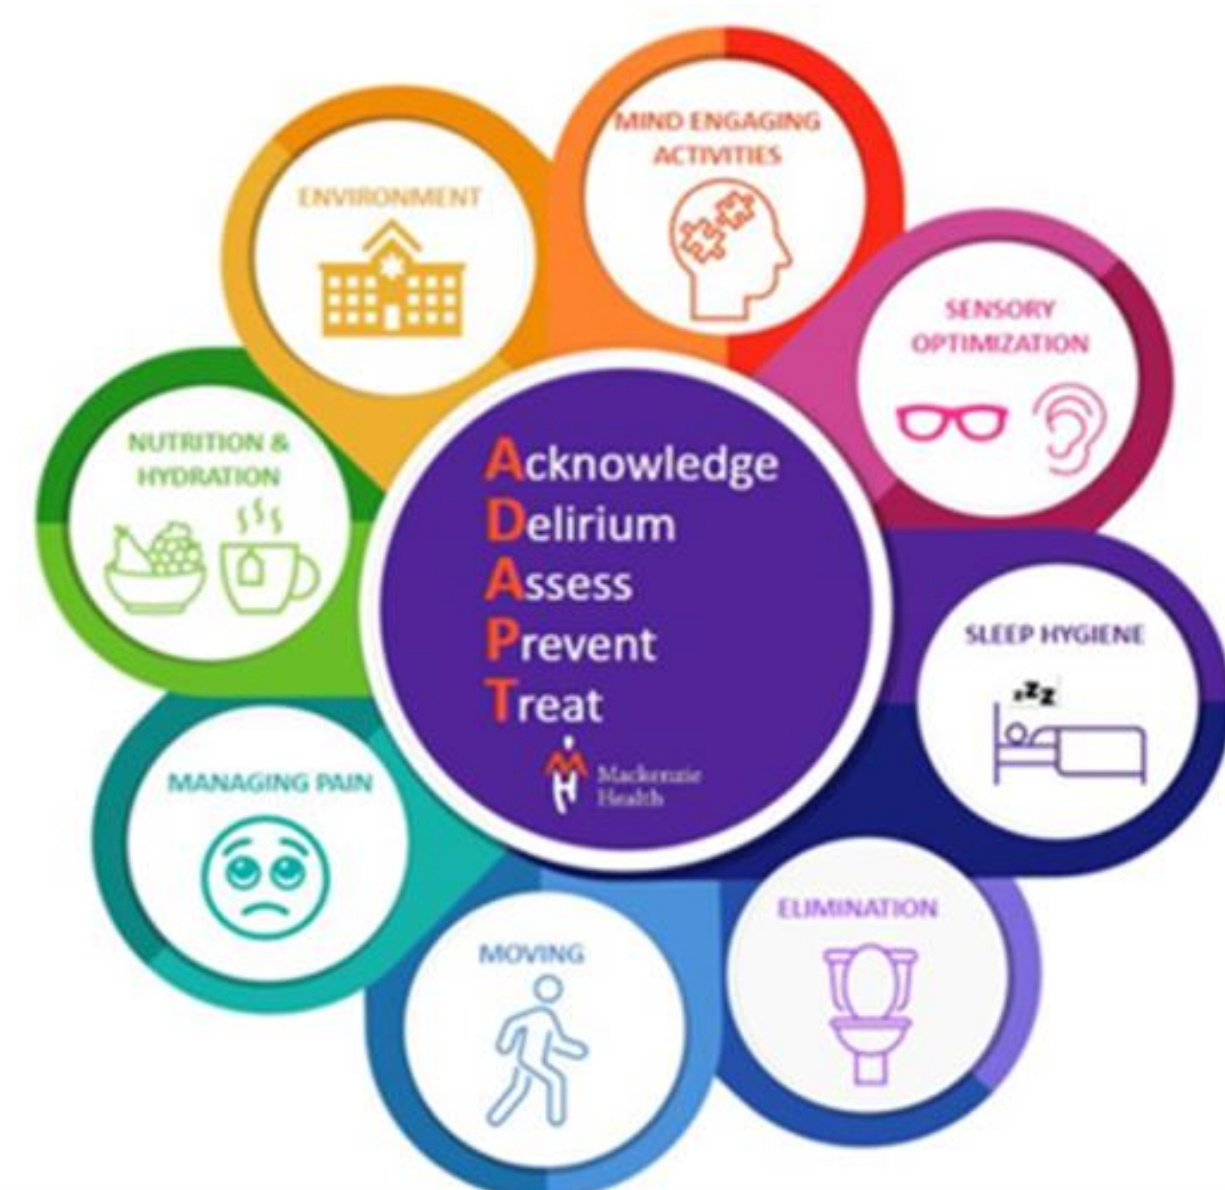 MIND ENGAGING
ACTIVITIES
ENVIRONMENT
SENSORY
OPTIMIZATION
NUTRITION &
HYDRATION
Acknowledge
Delirium
Assess
Prevent
Treat
Mackenzie
Health
SLEEP HYGIENE
zZZ
MANAGING PAIN
ELIMINATION
MOVING